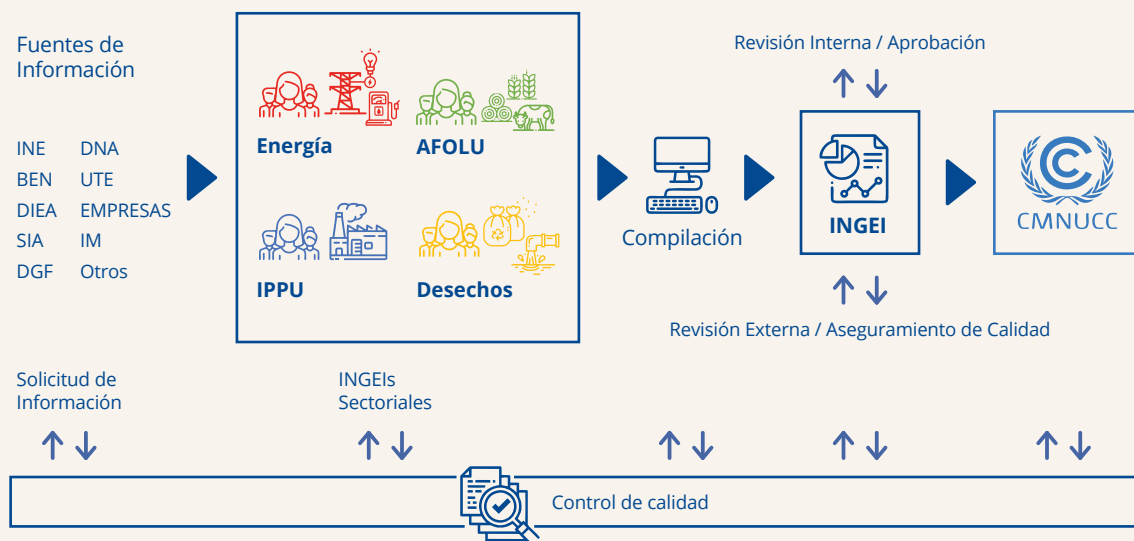 Fuentes de
Información
INE DNA
BEN UTE
DIEA EMPRESAS
SIA IM
DGF Otros
Energía
AFOLU
IPPU
Desechos
Compilación
Revisión Interna / Aprobación
INGEI
CMNUCC
Revisión Externa / Aseguramiento de Calidad
Solicitud de
Información
INGEIs
Sectoriales
Control de calidad